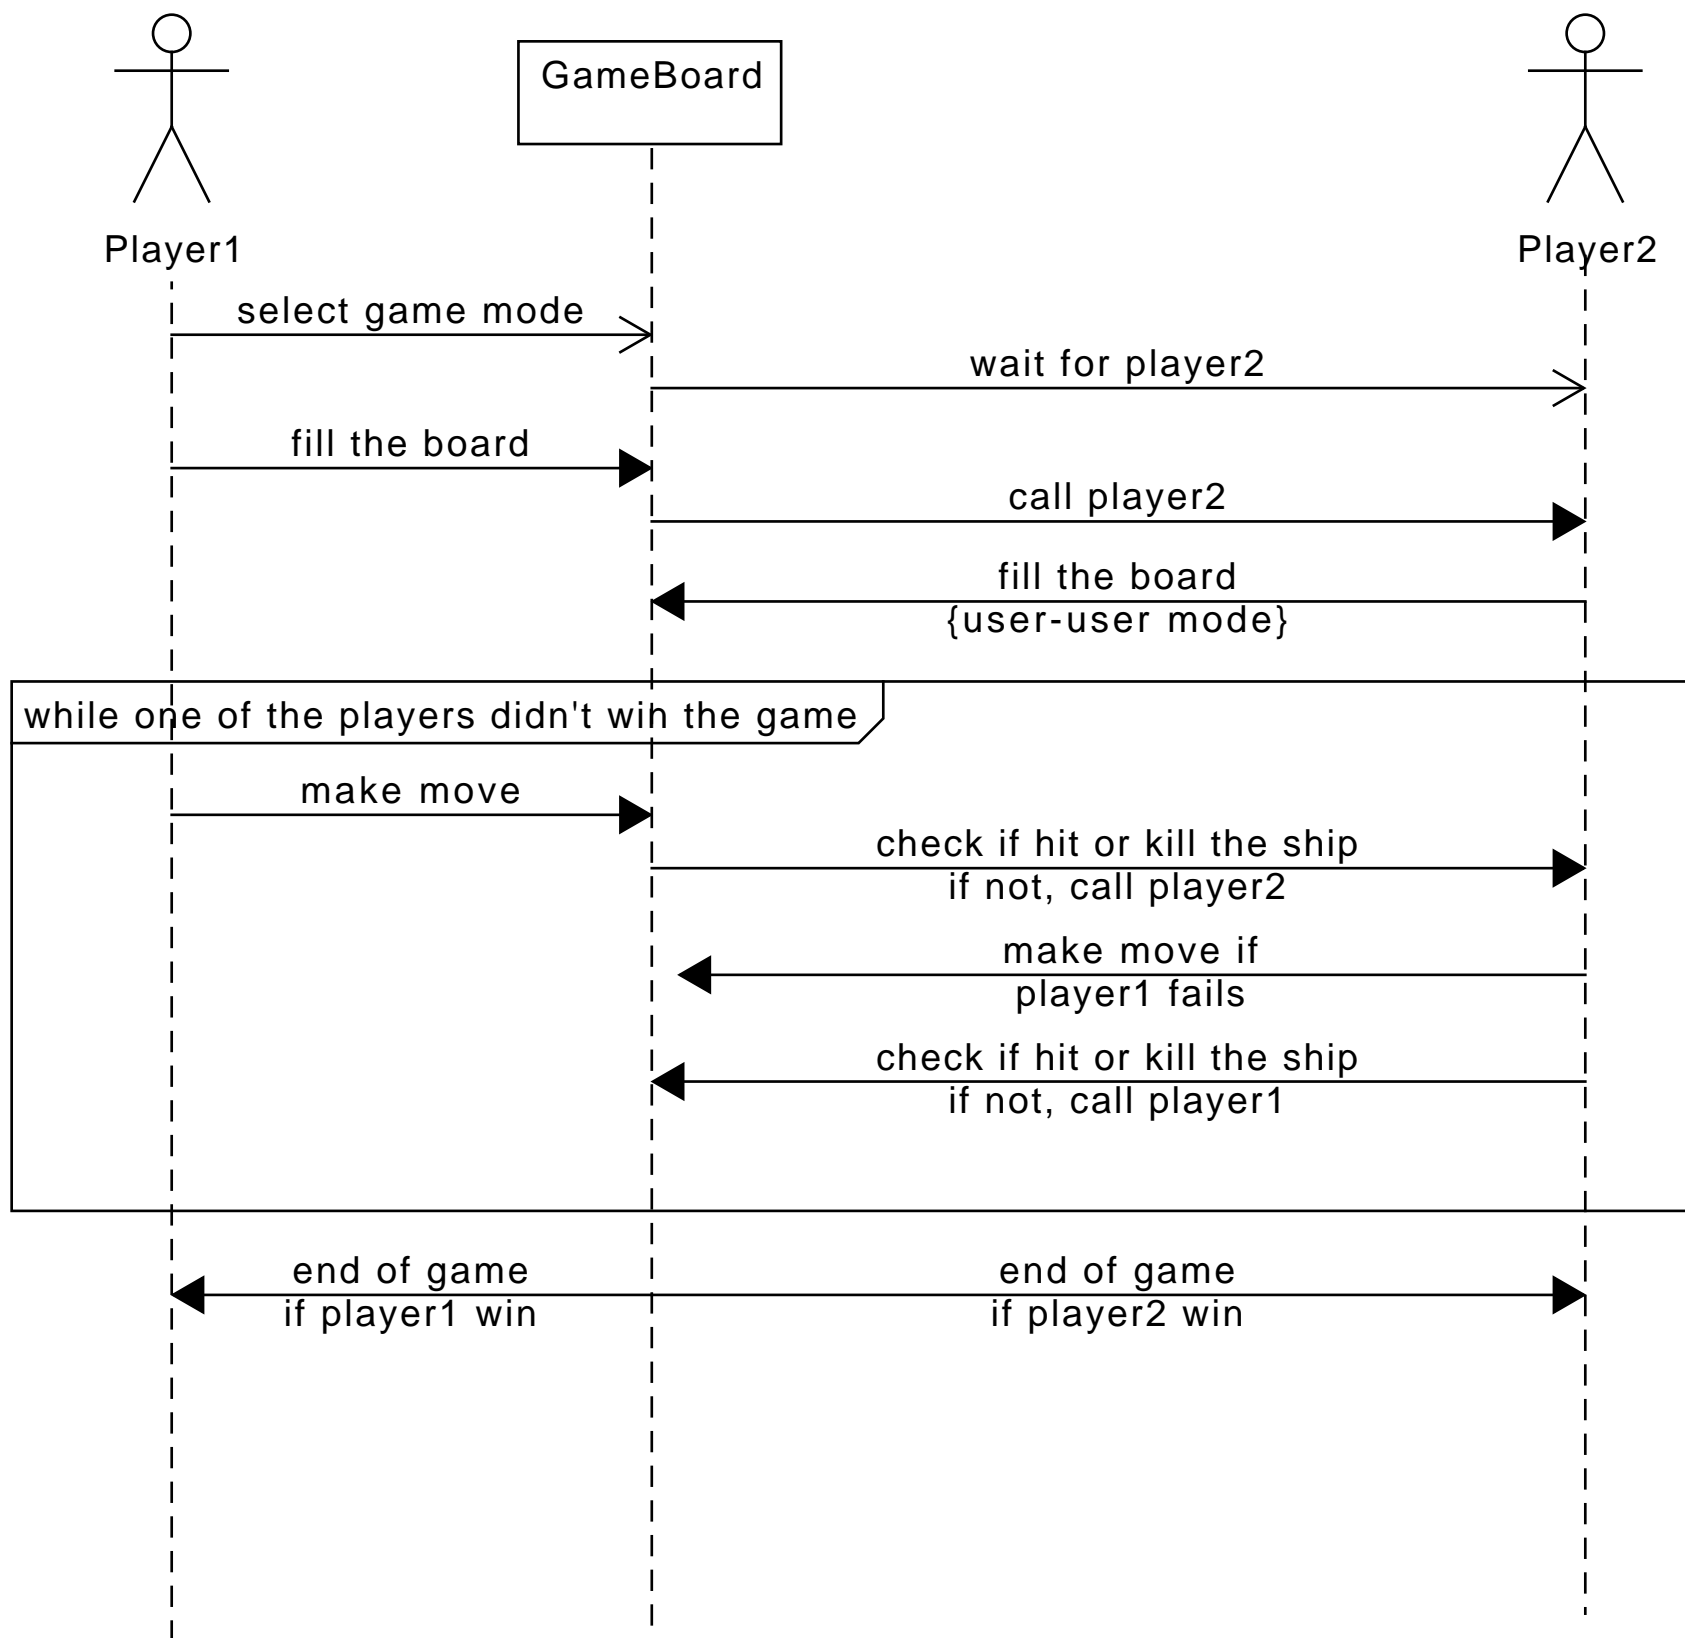 GameBoard
Player1
Player2
select game mode
wait for player2
fill the board
call player2
fill the board
{user-user mode}
while one of the players didn't win the game
make move
check if hit or kill the ship
if not, call player2
make move if
player1 fails
check if hit or kill the ship
if not, call player1
end of game
if player1 win
end of game
if player2 win